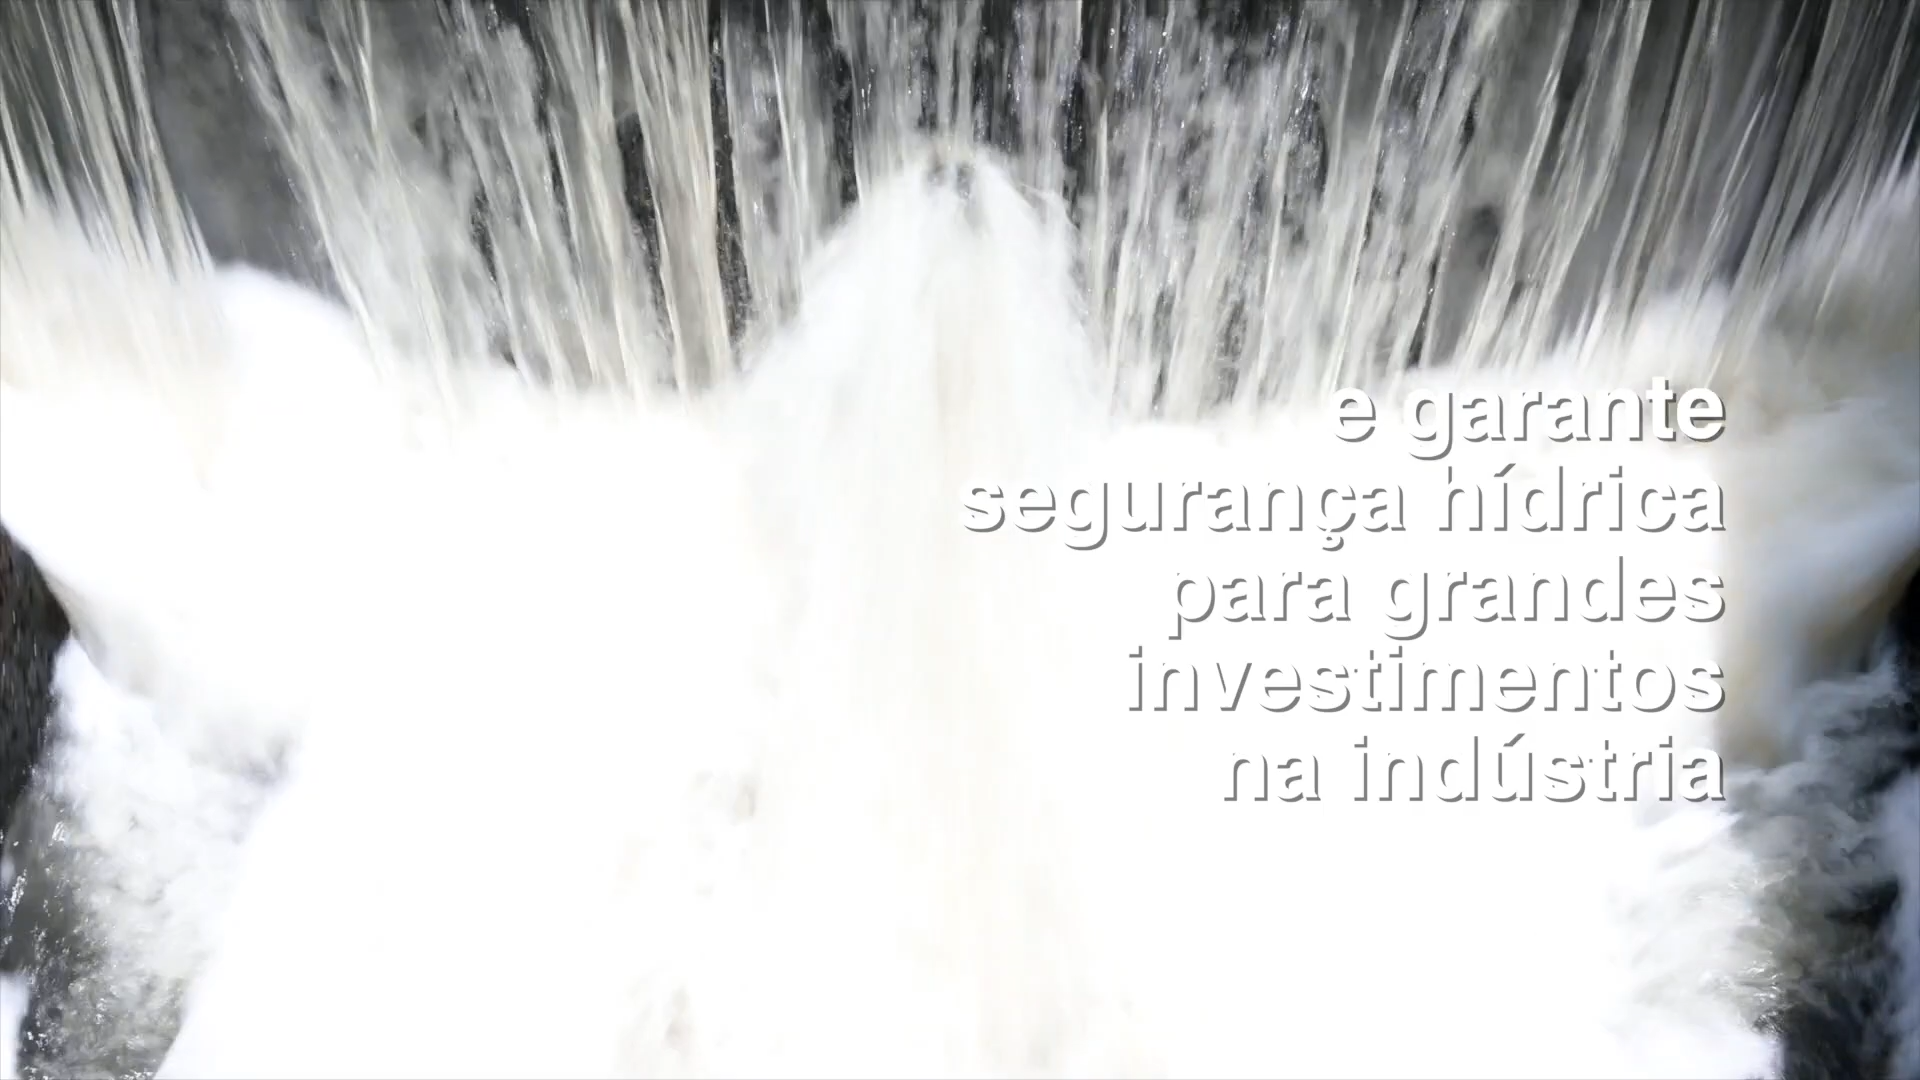 e garante
segurança hídrica
para grandes
investimentos
na indústria